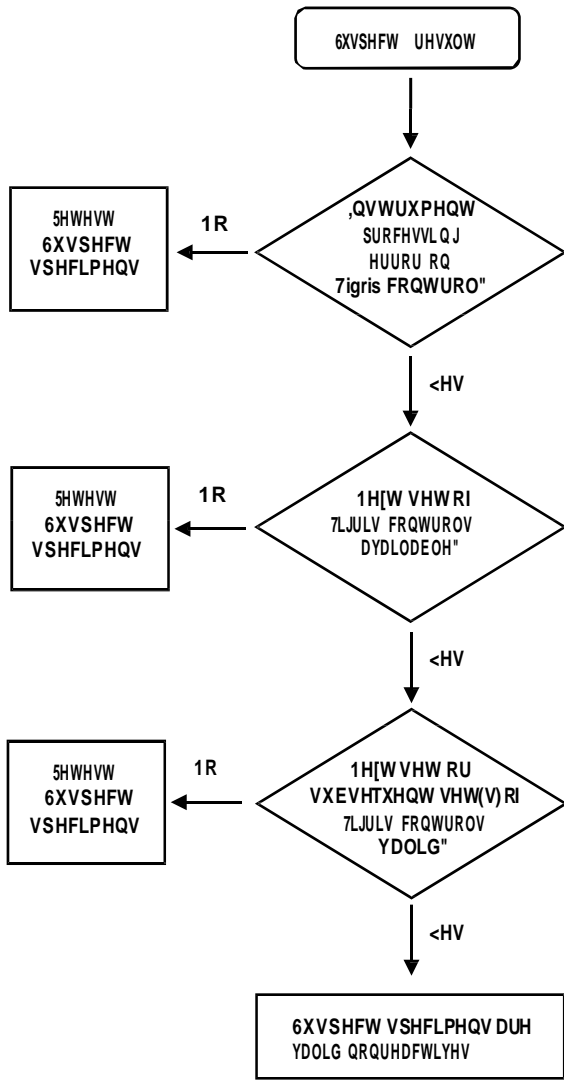 6XVSHFW UHVXOW
,QVWUXPHQW
SURFHVVLQJ
HUURU RQ
7igris FRQWURO"
1R
5HWHVW
6XVSHFW
VSHFLPHQV
<HV
1H[W VHW RI
7LJULV FRQWUROV
DYDLODEOH"
1R
5HWHVW
6XVSHFW
VSHFLPHQV
<HV
1H[W VHW RU
VXEVHTXHQW VHW(V) RI
7LJULV FRQWUROV
YDOLG"
1R
5HWHVW
6XVSHFW
VSHFLPHQV
<HV
6XVSHFW VSHFLPHQV DUH
YDOLG QRQUHDFWLYHV